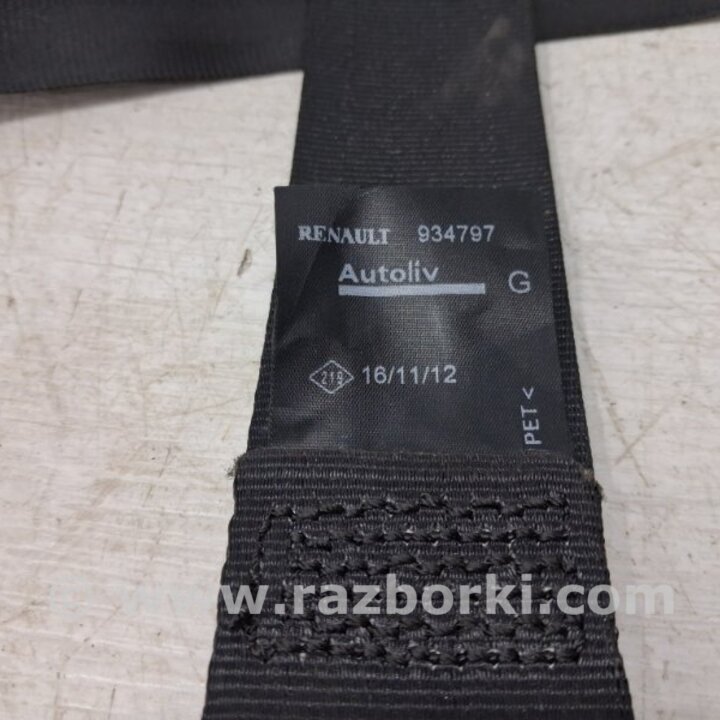 RENAULT 934797
Autoliv G
219 16/11/12
PET <
www.razborki.com